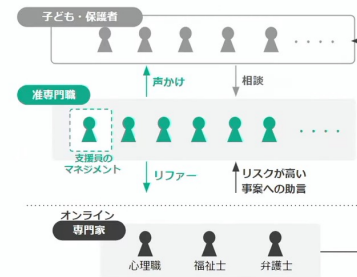 子ども・保護者
声かけ
相談
准専門職
支援員の
マネジメント
リファー
リスクが高い
事案への助言
オンライン
専門家
心理職
福祉士
弁護士